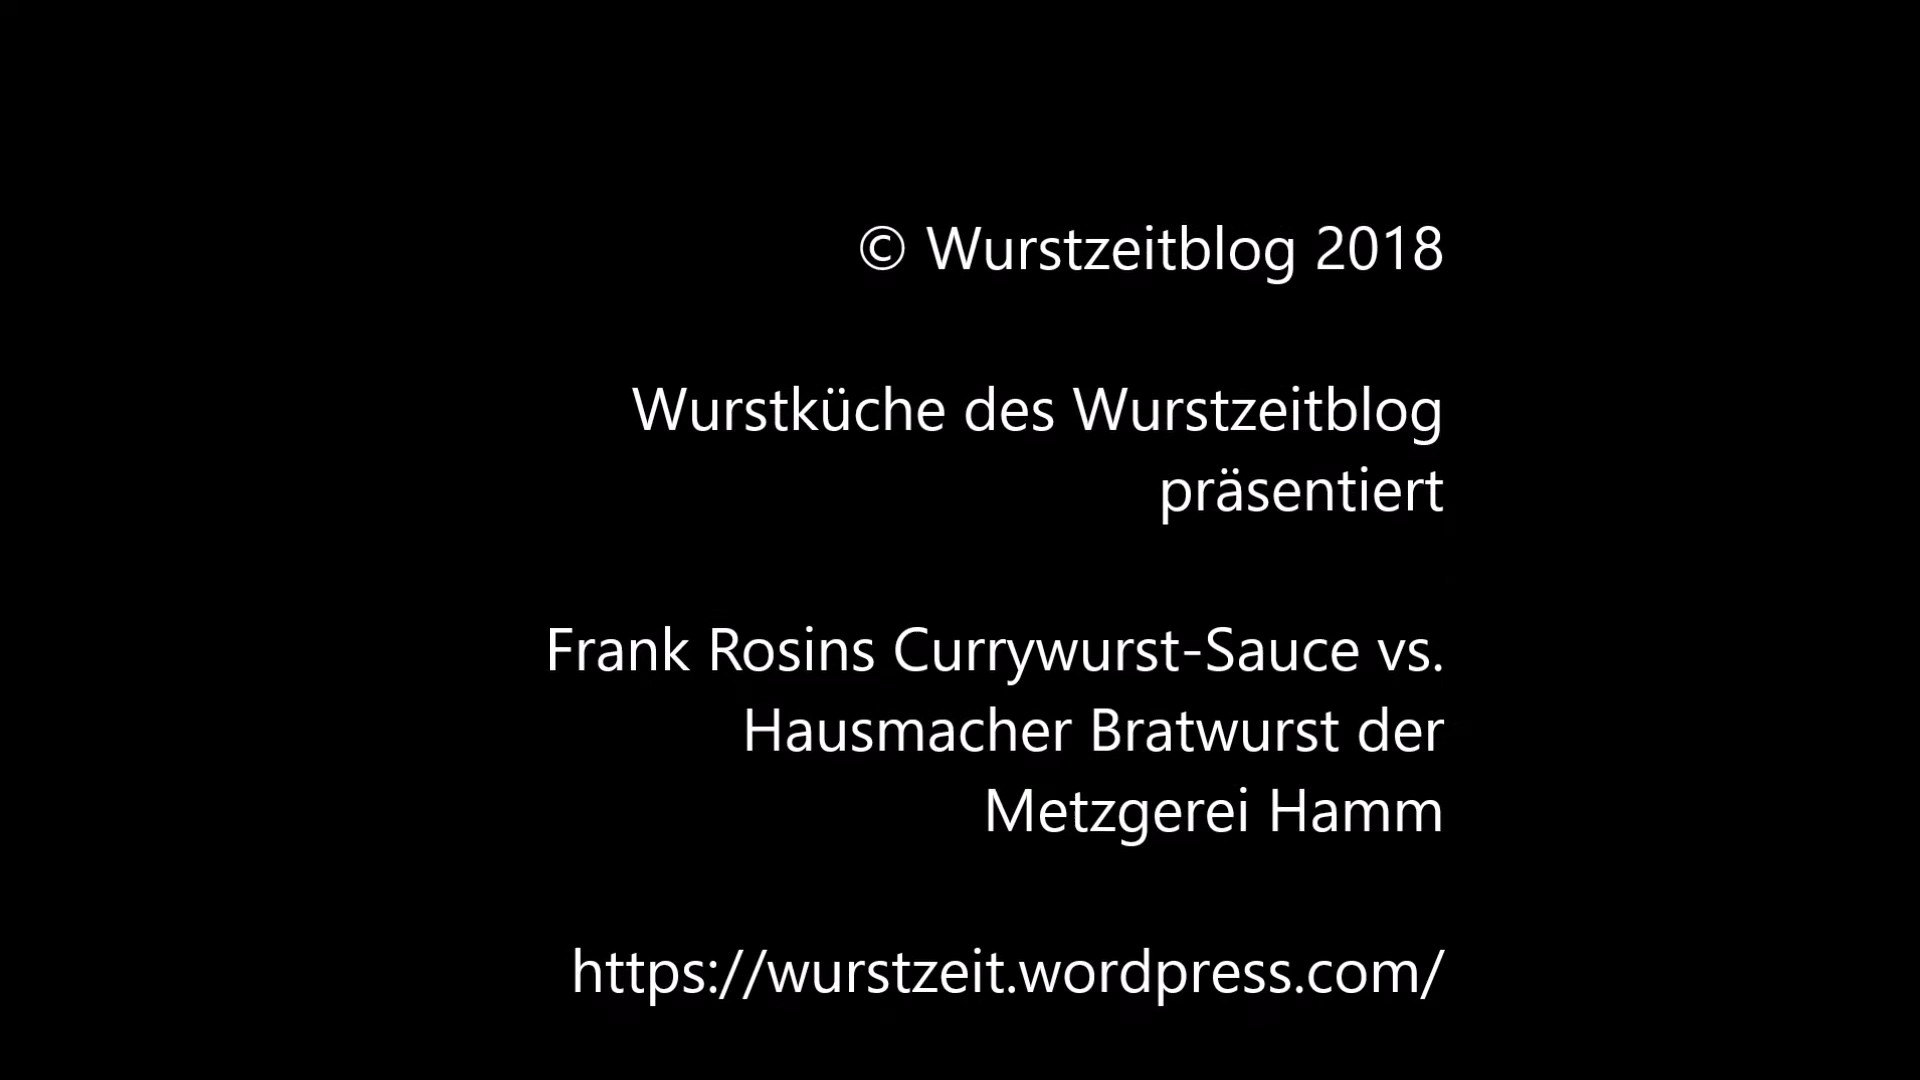 © Wurstzeitblog 2018
Wurstküche des Wurstzeitblog
präsentiert
Frank Rosins Currywurst-Sauce vs.
Hausmacher Bratwurst der
Metzgerei Hamm
https://wurstzeit.wordpress.com/